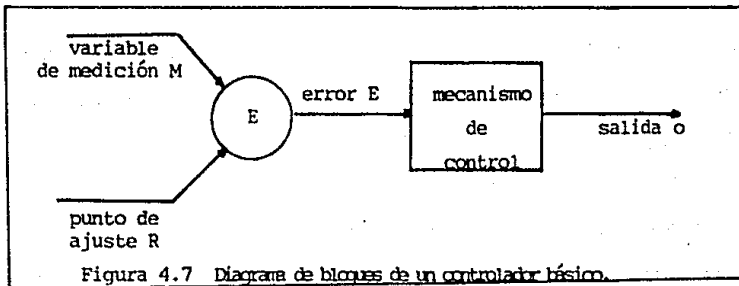 variable
de medición M
E
error E
mecanismo
de
control
salida o
punto de
ajuste R
Figura 4.7 Diagrama de bloques de un controlador básico.